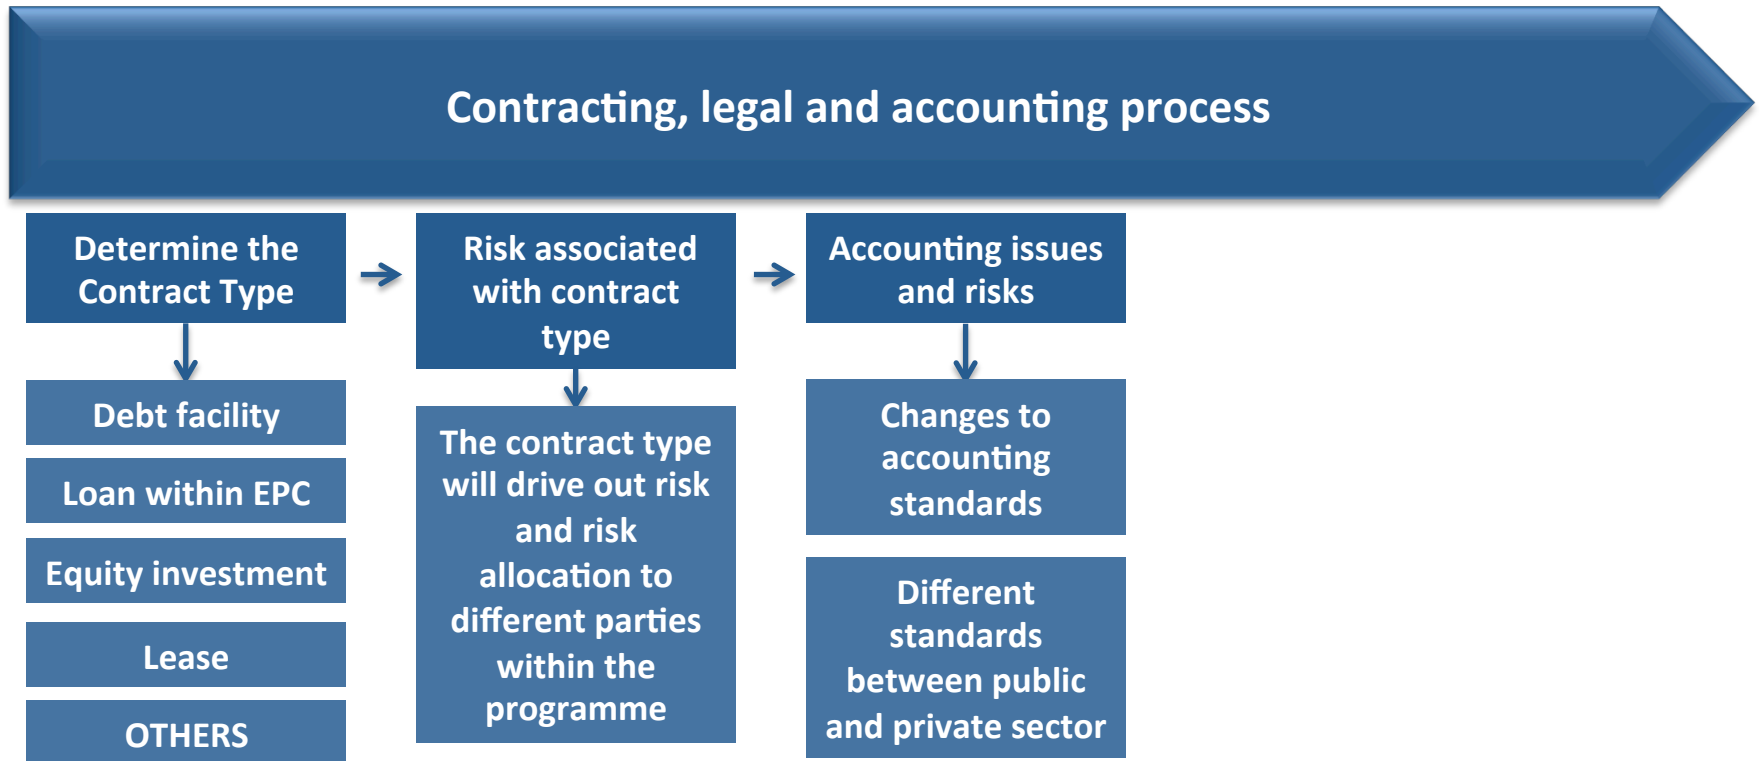 Contracting, legal and accounting process
Determine the
Contract Type
Debt facility
Loan within EPC
Equity investment
Lease
OTHERS
Risk associated
with contract
type
The contract type
will drive out risk
and risk
allocation to
different parties
within the
programme
Accounting issues
and risks
Changes to
accounting
standards
Different
standards
between public
and private sector